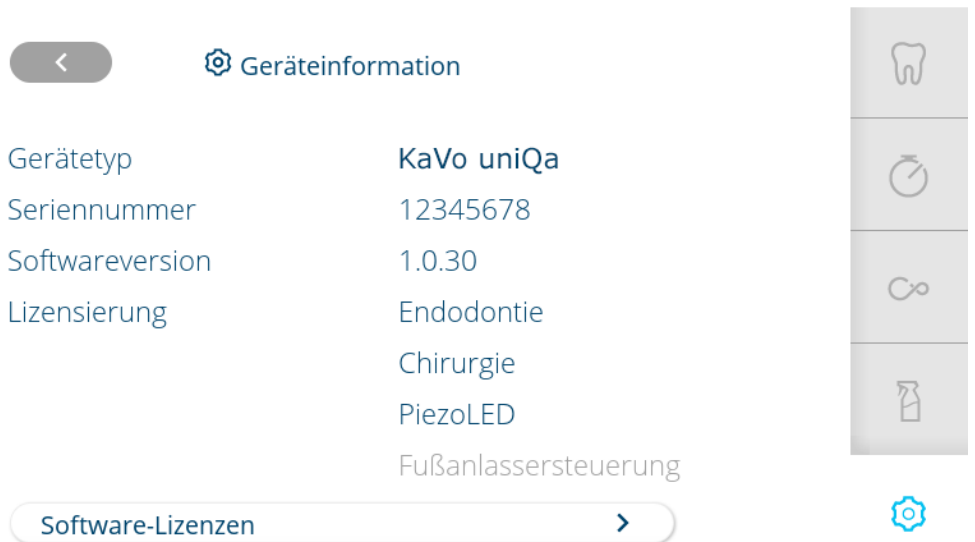 Geräteinformation
Gerätetyp KaVo uniQa
Seriennummer 12345678
Softwareversion 1.0.30
Lizensierung Endodontie
Chirurgie
PiezoLED
Fußanlassersteuerung
Software-Lizenzen